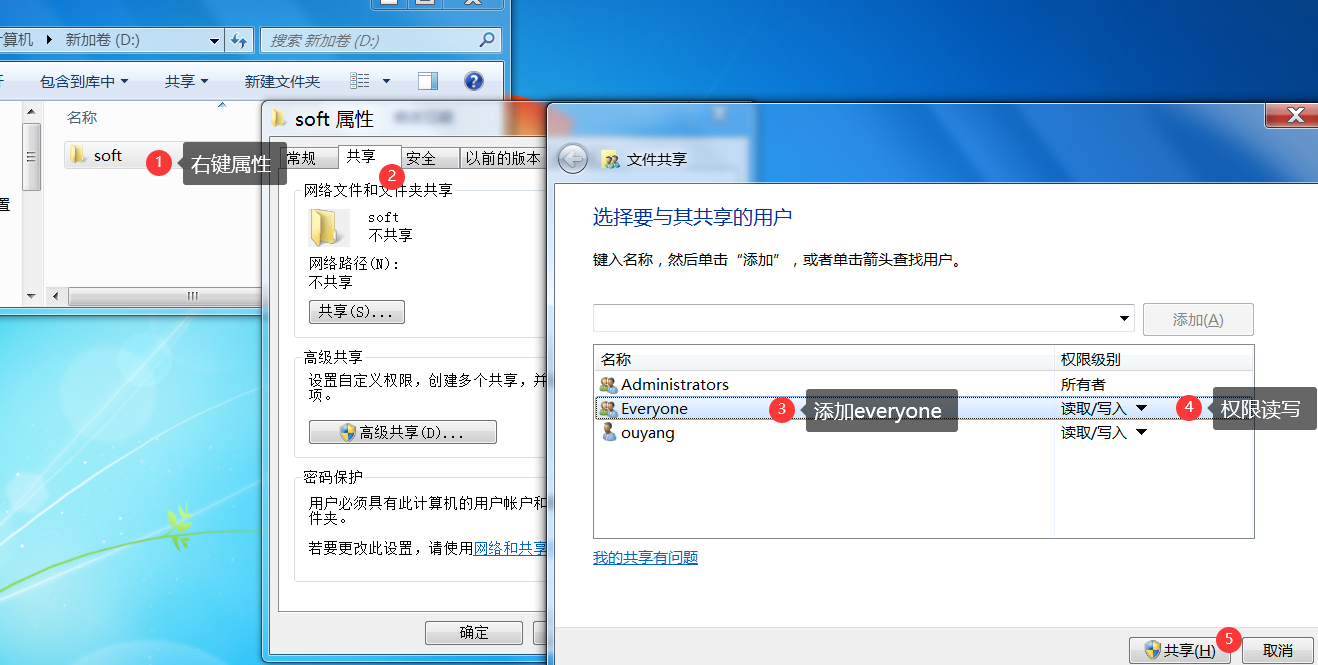 计算机 ▶ 新加卷 (D:)
搜索 新加卷 (D:)
包含到库中 共享 新建文件夹
名称
soft
1 右键属性
置
soft 属性
常规 共享 安全 以前的版本
2
网络文件和文件夹共享
soft
不共享
网络路径(N):
不共享
共享(S)...
高级共享
设置自定义权限，创建多个共享，并
项。
高级共享(D)...
密码保护
用户必须具有此计算机的用户帐户和
件夹。
若要更改此设置，请使用网络和共享
确定
文件共享
选择要与其共享的用户
键入名称，然后单击“添加”，或者单击箭头查找用户。
添加(A)
名称 权限级别
Administrators 所有者
Everyone 读取/写入
3 添加everyone
4 权限读写
ouyang 读取/写入
我的共享有问题
共享(H) 5 取消